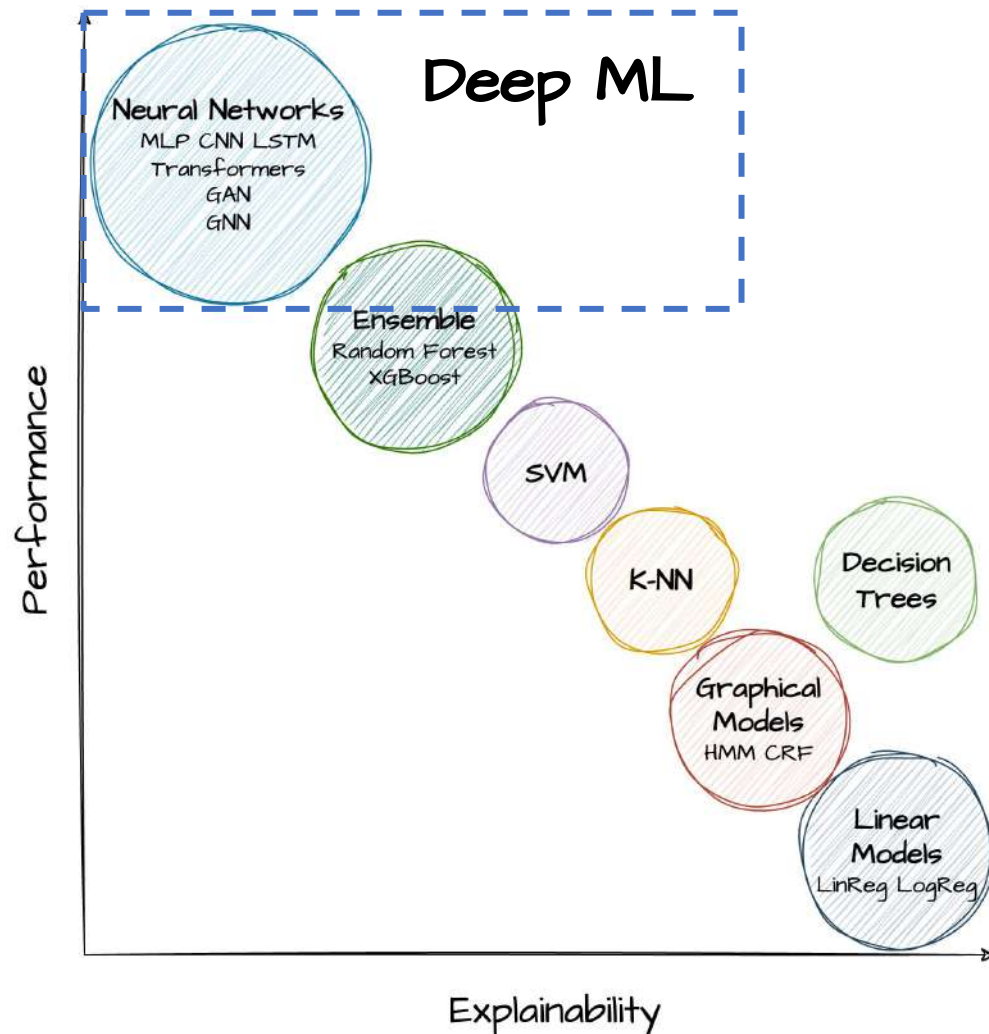 Deep ML
Neural Networks
MLP CNN LSTM
Transformers
GAN
GNN
Ensemble
Random Forest
XGBoost
SVM
K-NN
Decision
Trees
Graphical
Models
HMM CRF
Linear
Models
LinReg LogReg
Performance
Explainability